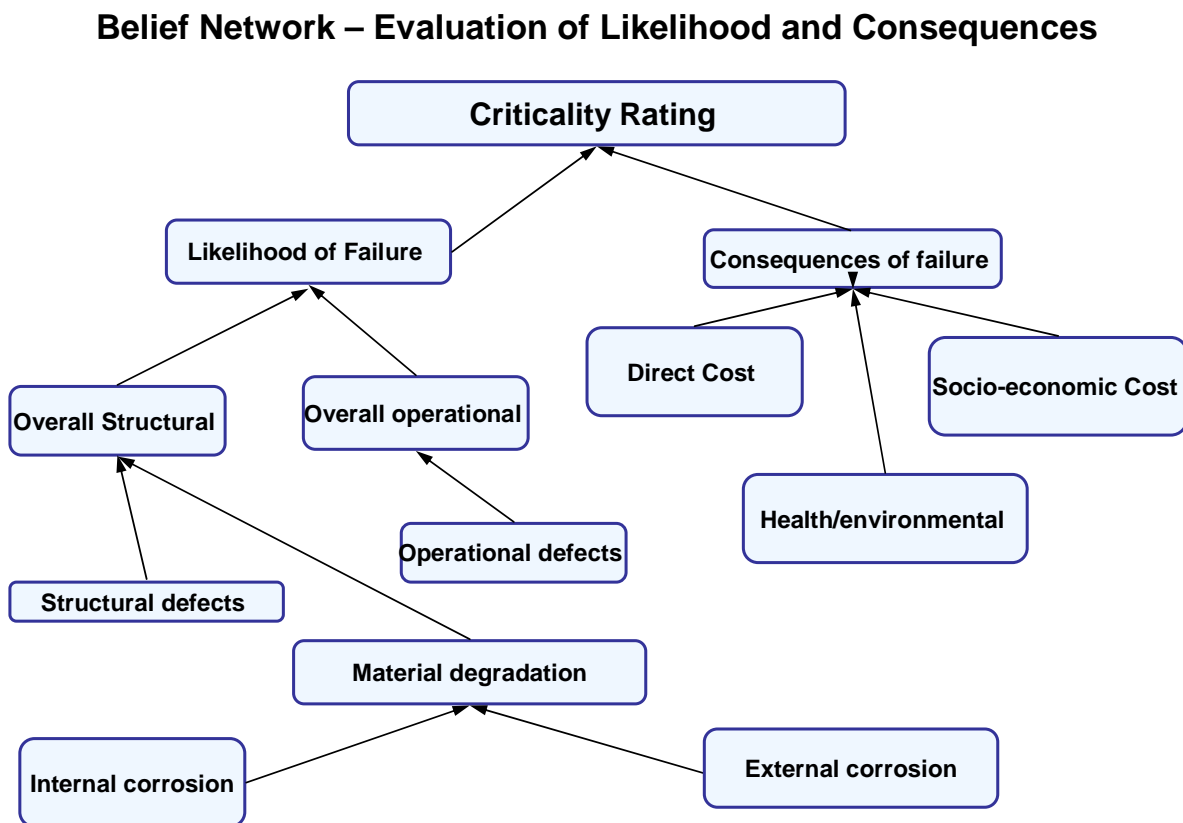 Belief Network – Evaluation of Likelihood and Consequences
Criticality Rating
Likelihood of Failure
Consequences of failure
Direct Cost
Socio-economic Cost
Overall Structural
Overall operational
Health/environmental
Operational defects
Structural defects
Material degradation
Internal corrosion
External corrosion